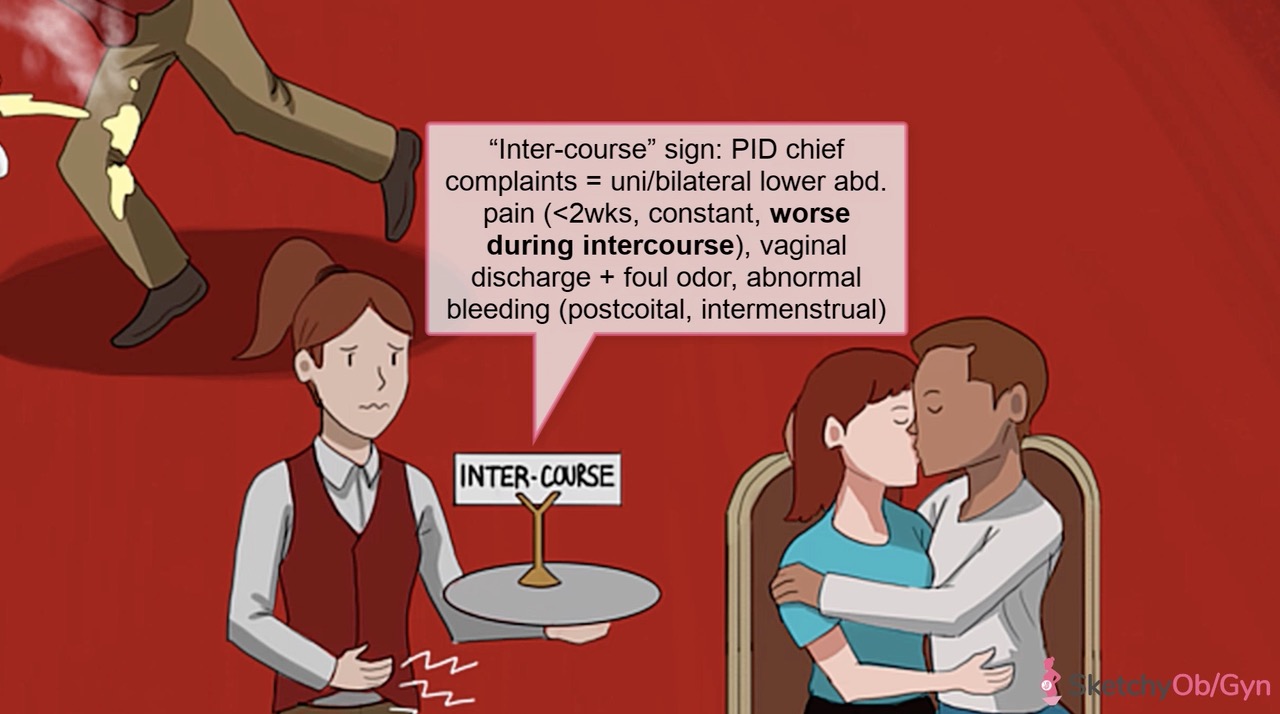 “Inter-course” sign: PID chief
complaints = uni/bilateral lower abd.
pain (<2wks, constant, worse
during intercourse), vaginal
discharge + foul odor, abnormal
bleeding (postcoital, intermenstrual)
INTER-COURSE
SketchyOb/Gyn